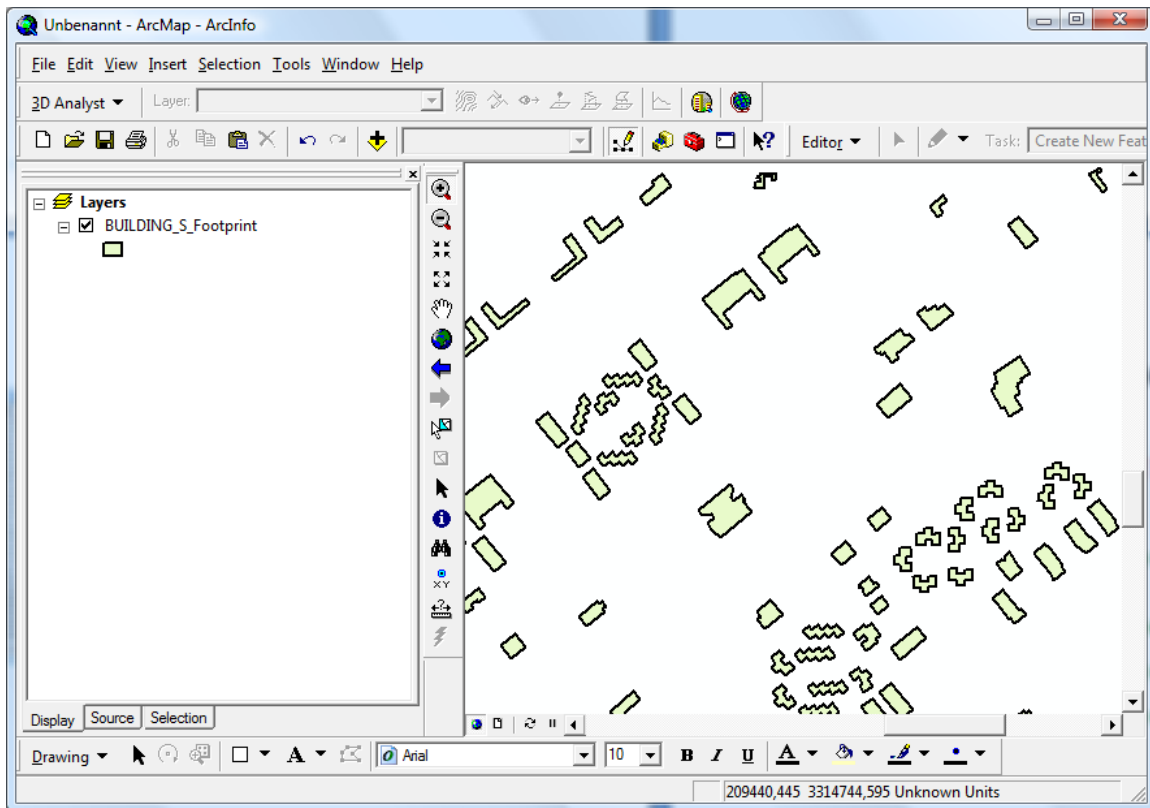 Unbenannt - ArcMap - ArcInfo
File Edit View Insert Selection Tools Window Help
3D Analyst Layer:
Editor Task: Create New Feat
Layers
BUILDING_S_Footprint
XY
Display Source Selection
Drawing A Arial 10 B I U A
209440,445 3314744,595 Unknown Units